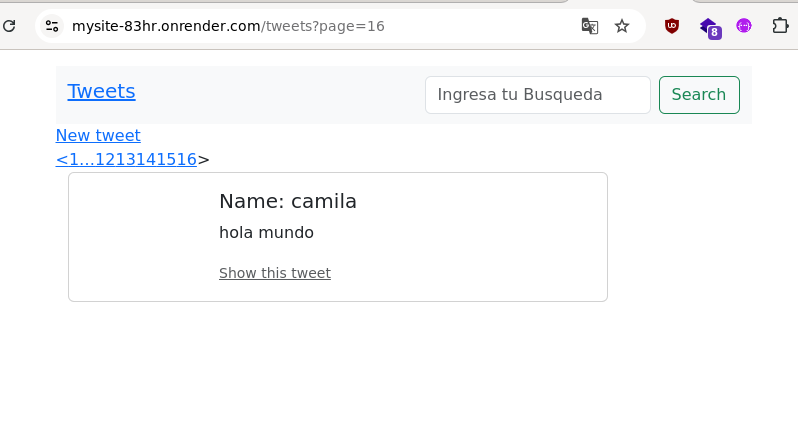 mysite-83hr.onrender.com/tweets?page=16
8
Tweets
Ingresa tu Busqueda
Search
New tweet
<1…1213141516>
Name: camila
hola mundo
Show this tweet